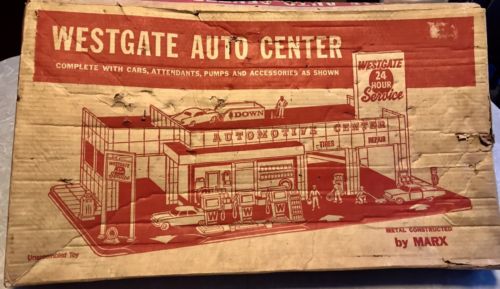 WESTGATE AUTO CENTER
COMPLETE WITH CARS, ATTENDANTS, PUMPS AND ACCESSORIES AS SHOWN
WESTGATE
24
HOUR
Service
DOWN
AUTOMOTIVE CENTER
TIRES
REPAIR
W
W
W
METAL CONSTRUCTED
by MARX
Toy